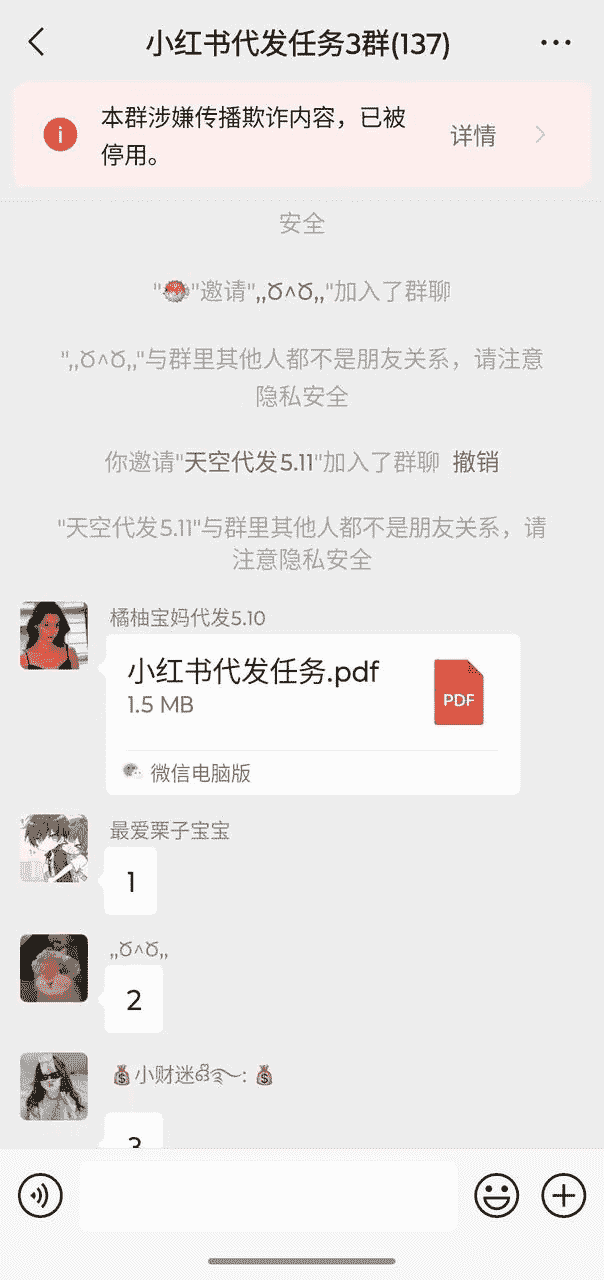 小红书代发任务3群(137)
本群涉嫌传播欺诈内容，已被
停用。
详情
安全
"🐡"邀请",,Ծ^Ծ,,"加入了群聊
",,Ծ^Ծ,,"与群里其他人都不是朋友关系，请注意
隐私安全
你邀请"天空代发5.11"加入了群聊 撤销
"天空代发5.11"与群里其他人都不是朋友关系，请
注意隐私安全
橘柚宝妈代发5.10
小红书代发任务.pdf
1.5 MB
PDF
微信电脑版
最爱栗子宝宝
1
,,Ծ^Ծ,,
2
💰小财迷: 💰
3